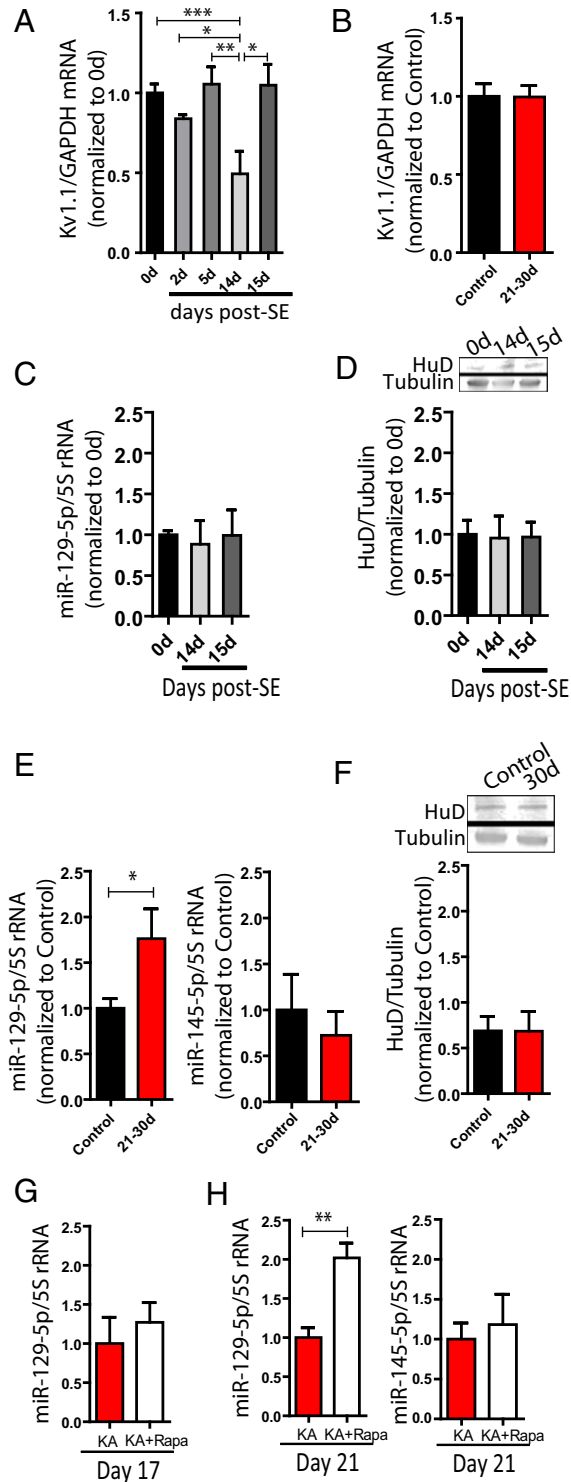 A
Kv1.1/GAPDH mRNA
(normalized to 0d)
***
*
**
*
1.5
1.0
0.5
0.0
0d
2d
5d
14d
15d
days post-SE
B
Kv1.1/GAPDH mRNA
(normalized to Control)
1.5
1.0
0.5
0.0
Control
21-30d
C
miR-129-5p/5S rRNA
(normalized to 0d)
2.5
2.0
1.5
1.0
0.5
0.0
0d
14d
15d
Days post-SE
D
0d
14d
15d
HuD
Tubulin
HuD/Tubulin
(normalized to 0d)
2.5
2.0
1.5
1.0
0.5
0.0
0d
14d
15d
Days post-SE
E
miR-129-5p/5S rRNA
(normalized to Control)
*
2.5
2.0
1.5
1.0
0.5
0.0
Control
21-30d
miR-145-5p/5S rRNA
(normalized to Control)
2.5
2.0
1.5
1.0
0.5
0.0
Control
21-30d
F
Control
30d
HuD
Tubulin
HuD/Tubulin
(normalized to Control)
2.5
2.0
1.5
1.0
0.5
0.0
Control
21-30d
G
miR-129-5p/5S rRNA
2.5
2.0
1.5
1.0
0.5
0.0
KA
KA+Rapa
Day 17
H
miR-129-5p/5S rRNA
**
2.5
2.0
1.5
1.0
0.5
0.0
KA
KA+Rapa
Day 21
miR-145-5p/5S rRNA
2.5
2.0
1.5
1.0
0.5
0.0
KA
KA+Rapa
Day 21